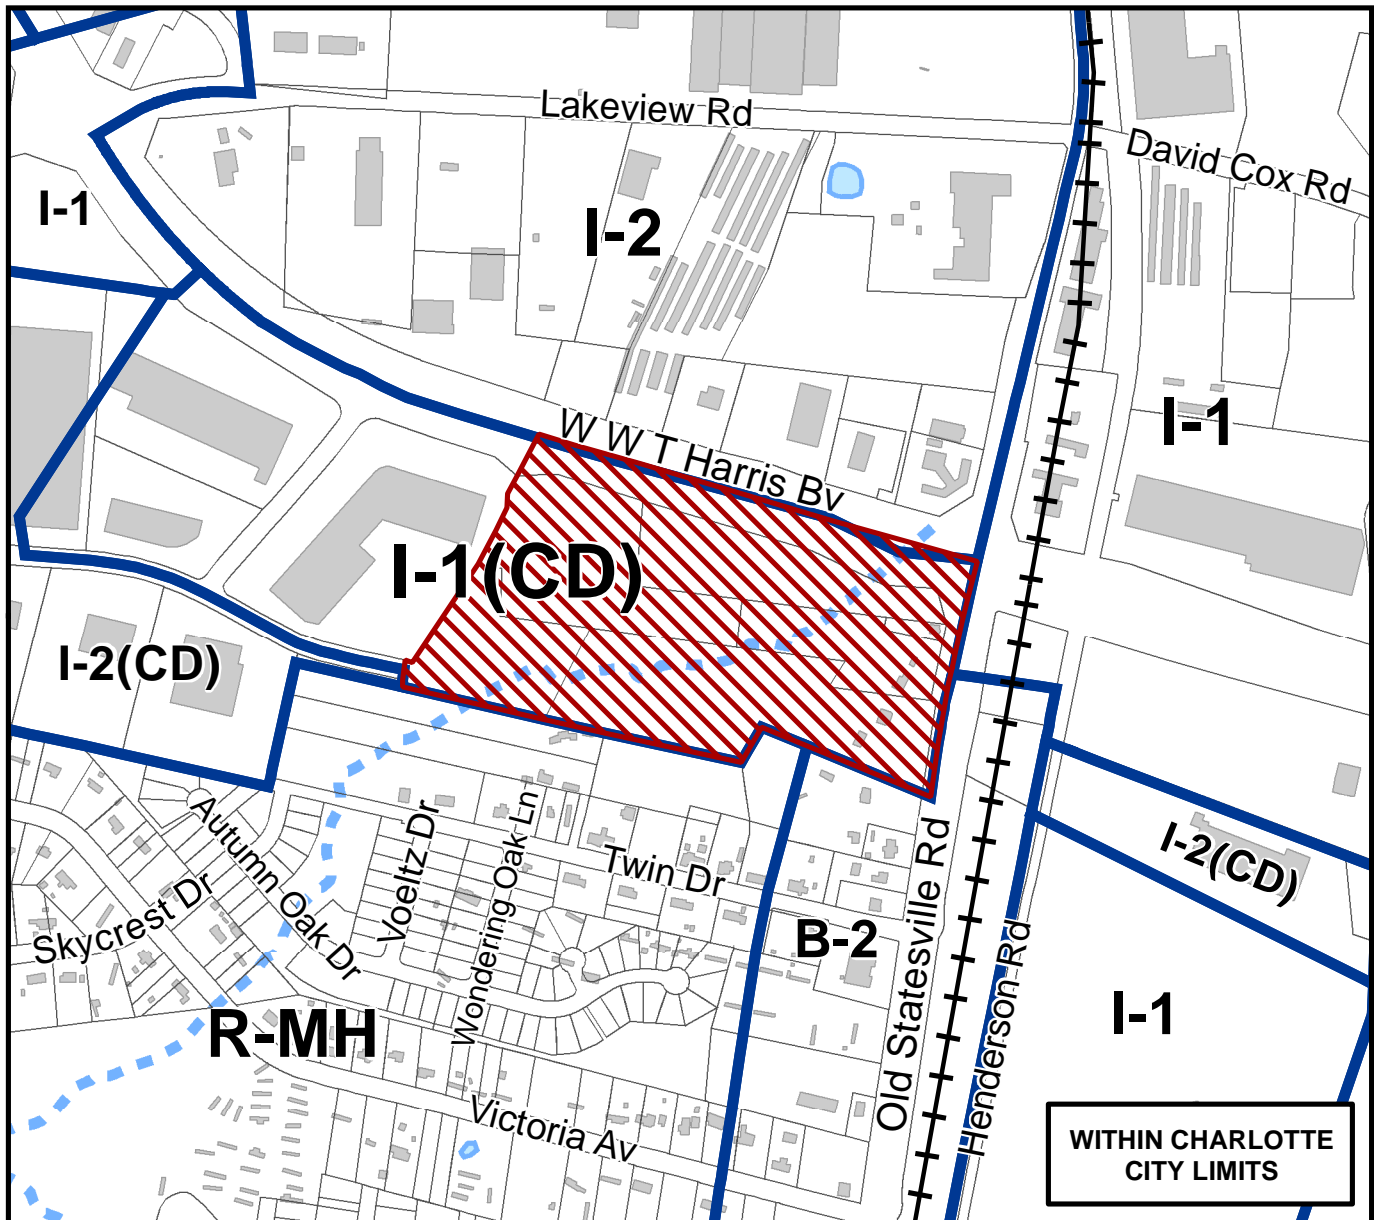 Lakeview Rd
David Cox Rd
I-1
I-2
I-1
W W T Harris Bv
I-1(CD)
I-2(CD)
Autumn Oak Dr
Voeltz Dr
Wondering Oak Ln
Twin Dr
I-2(CD)
Skycrest Dr
B-2
Old Statesville Rd
Henderson Rd
I-1
R-MH
Victoria Av
WITHIN CHARLOTTE
CITY LIMITS